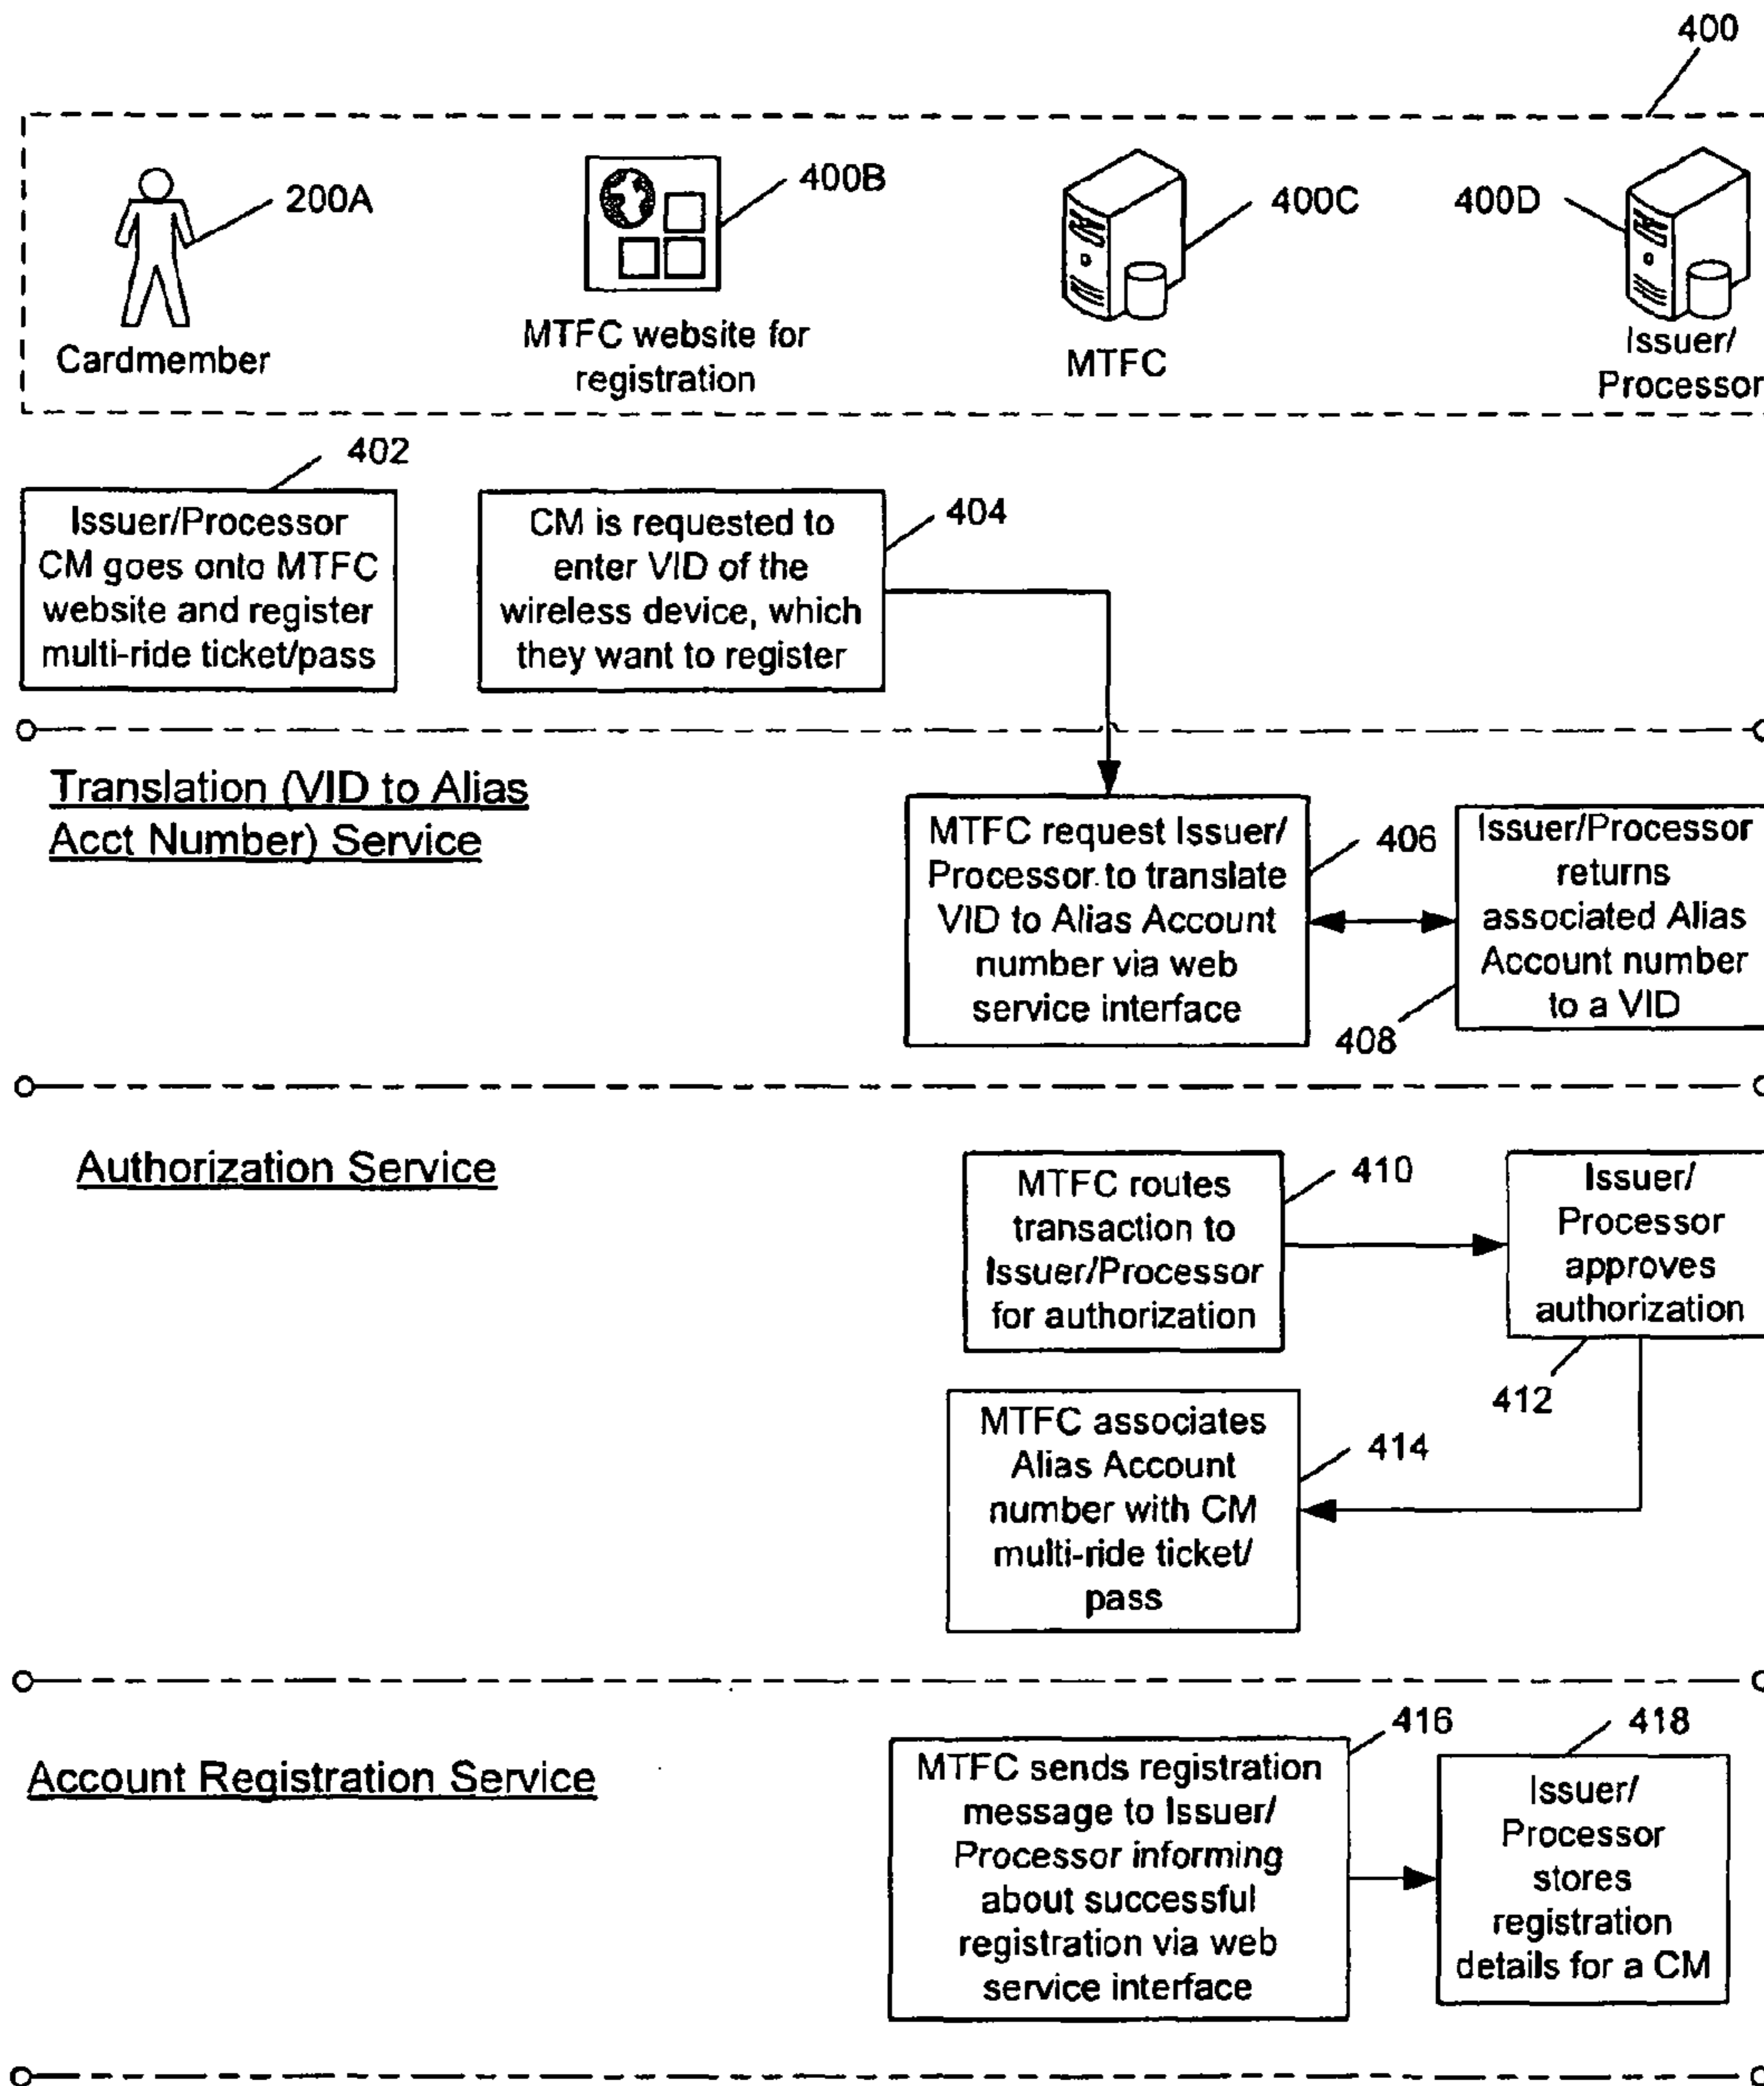 400
200A
400B
400C
400D
Cardmember
MTFC website for
registration
MTFC
Issuer/
Processor
402
Issuer/Processor
CM goes onto MTFC
website and register
multi-ride ticket/pass
404
CM is requested to
enter VID of the
wireless device, which
they want to register
Translation (VID to Alias
Acct Number) Service
MTFC request Issuer/
Processor to translate
VID to Alias Account
number via web
service interface
406
Issuer/Processor
returns
associated Alias
Account number
to a VID
408
Authorization Service
MTFC routes
transaction to
Issuer/Processor
for authorization
410
Issuer/
Processor
approves
authorization
412
MTFC associates
Alias Account
number with CM
multi-ride ticket/
pass
414
Account Registration Service
MTFC sends registration
message to Issuer/
Processor informing
about successful
registration via web
service interface
416
418
Issuer/
Processor
stores
registration
details for a CM